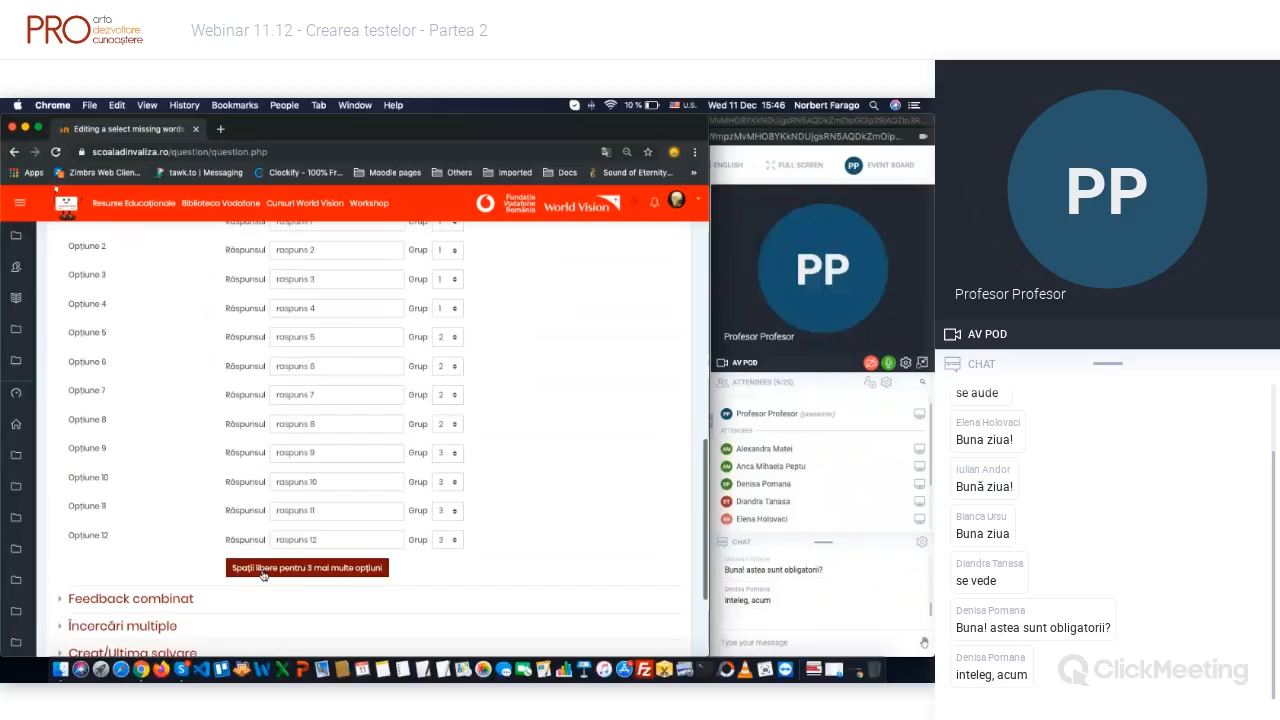 PRO arta dezvoltare cunoaștere
Webinar 11.12 - Crearea testelor - Partea 2
Chrome File Edit View History Bookmarks People Tab Window Help
10 % U.S. Wed 11 Dec 15:46 Norbert Farago
Editing a select missing words
scoaladinvaliza.ro/question/question.php
Apps Zimbra Web Clien... tawk.to | Messaging Clockify - 100% Fr... Moodle pages Others Imported Docs Sound of Eternity...
Resurse Educaționale Biblioteca Vodafone Cursuri World Vision Workshop
Fundația Vodafone România
World Vision
Opțiune 2 Răspunsul raspuns 2 Grup 1
Opțiune 3 Răspunsul raspuns 3 Grup 1
Opțiune 4 Răspunsul raspuns 4 Grup 1
Opțiune 5 Răspunsul raspuns 5 Grup 2
Opțiune 6 Răspunsul raspuns 6 Grup 2
Opțiune 7 Răspunsul raspuns 7 Grup 2
Opțiune 8 Răspunsul raspuns 8 Grup 2
Opțiune 9 Răspunsul raspuns 9 Grup 3
Opțiune 10 Răspunsul raspuns 10 Grup 3
Opțiune 11 Răspunsul raspuns 11 Grup 3
Opțiune 12 Răspunsul raspuns 12 Grup 3
Spații libere pentru 3 mai multe opțiuni
Feedback combinat
Încercări multiple
Creat/Ultima salvare
ENGLISH FULL SCREEN PP EVENT BOARD
PP
Profesor Profesor
AV POD
ATTENDEES (9/25)
PP Profesor Profesor (presenter)
ATTENDEES
Alexandra Matei
Anca Mihaela Peptu
Denisa Pomana
Diandra Tanasa
Elena Holovaci
CHAT
Buna! astea sunt obligatorii?
Denisa Pomana
inteleg, acum
Type your message
PP
Profesor Profesor
AV POD
CHAT
se aude
Elena Holovaci
Buna ziua!
Iulian Andor
Bună ziua!
Bianca Ursu
Buna ziua
Diandra Tanasa
se vede
Denisa Pomana
Buna! astea sunt obligatorii?
Denisa Pomana
inteleg, acum
ClickMeeting